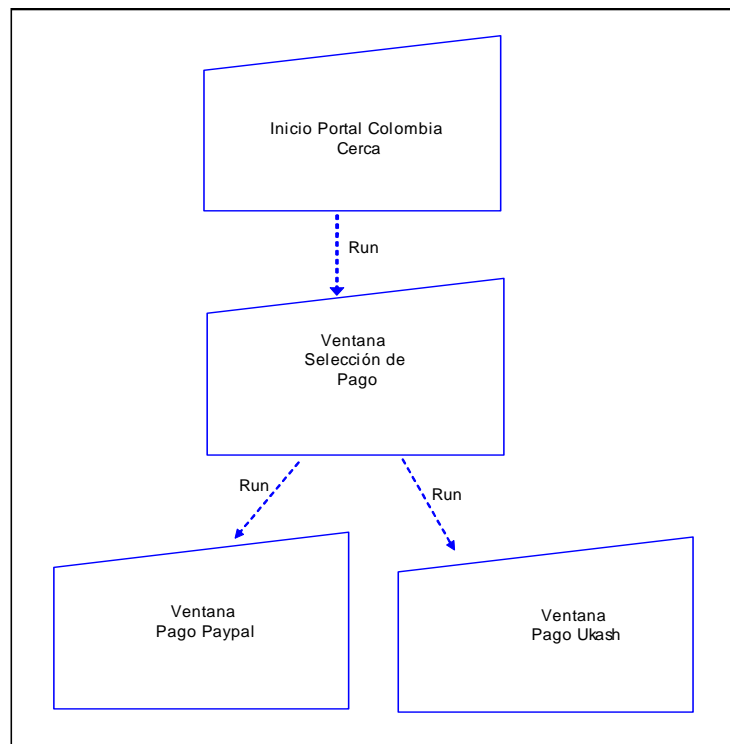 Inicio Portal Colombia
Cerca
Run
Ventana
Selección de
Pago
Run
Run
Ventana
Pago Paypal
Ventana
Pago Ukash